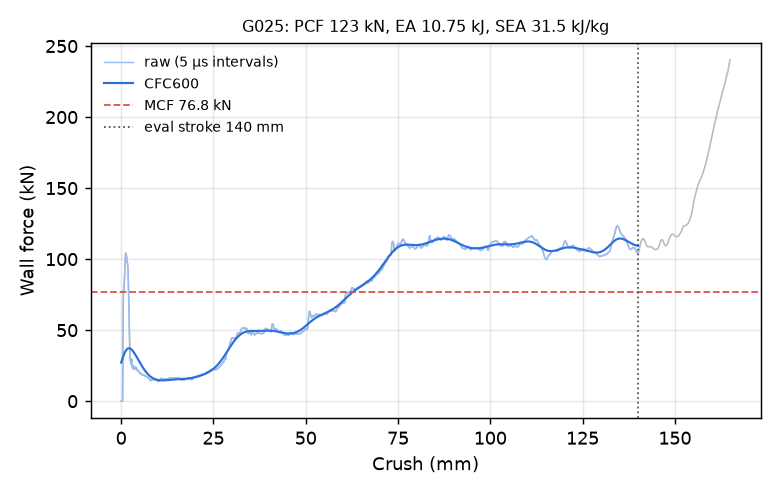 G025: PCF 123 kN, EA 10.75 kJ, SEA 31.5 kJ/kg
raw (5 µs intervals)
CFC600
MCF 76.8 kN
eval stroke 140 mm
Wall force (kN)
250
200
150
100
50
0
0 25 50 75 100 125 150
Crush (mm)